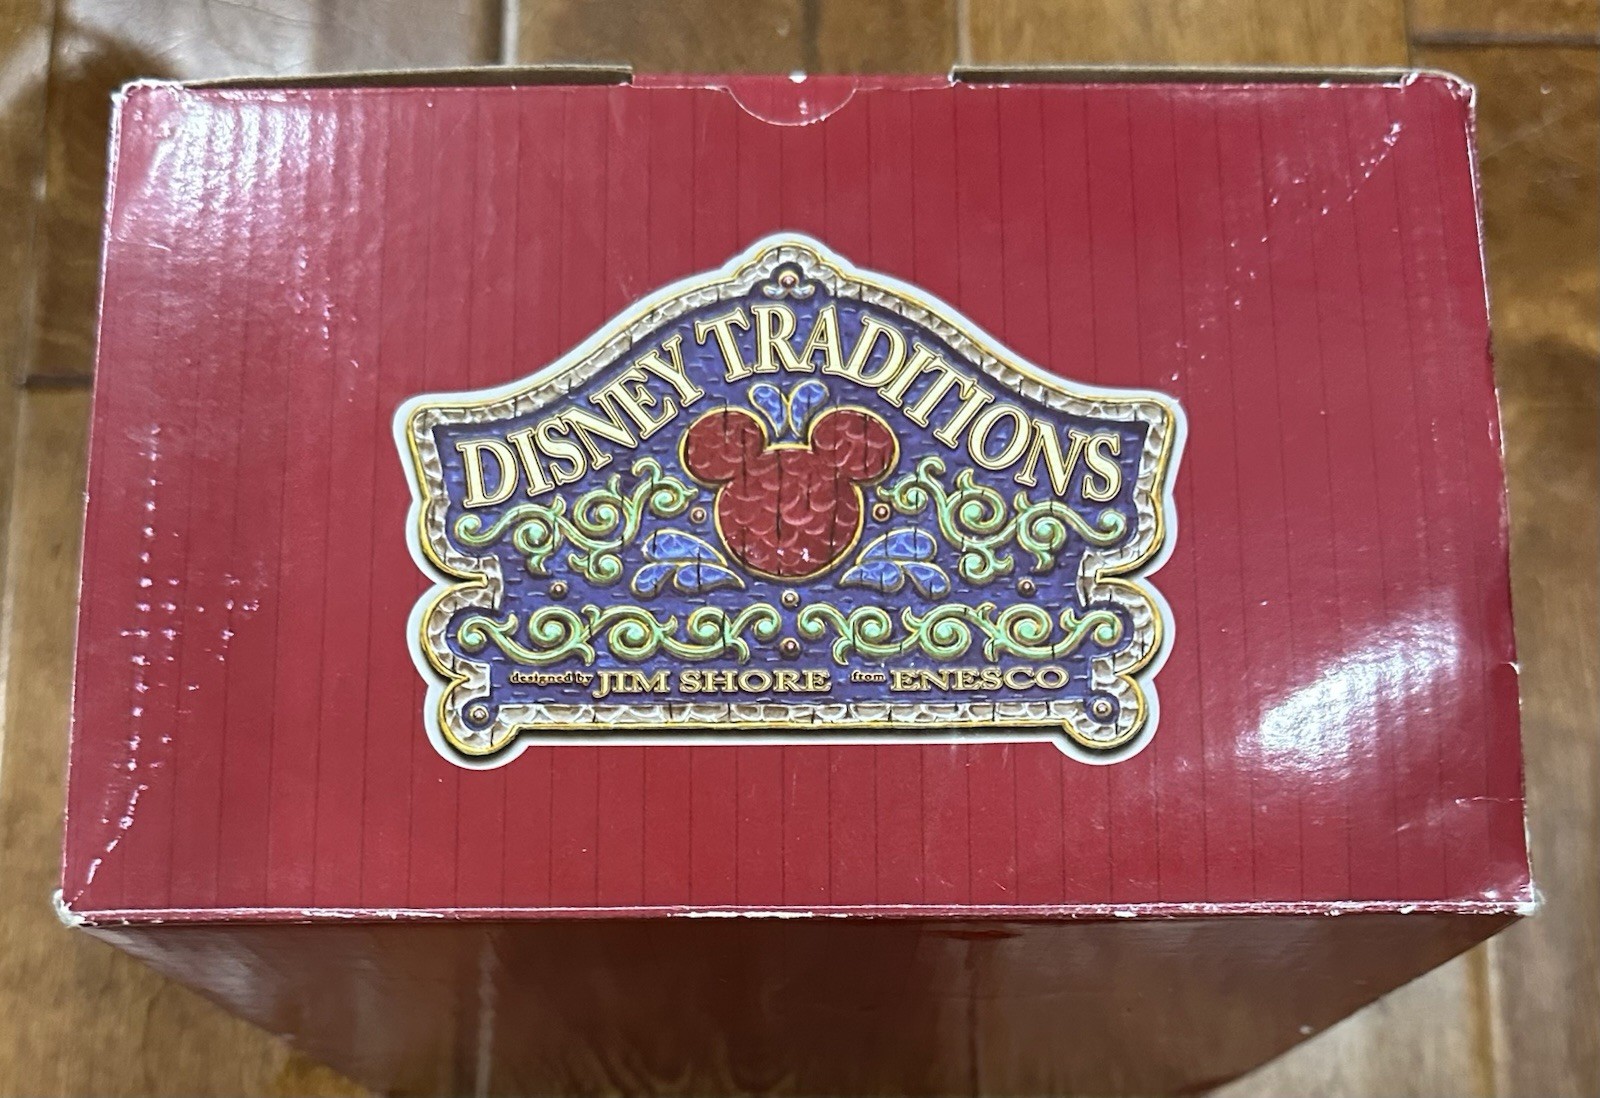 DISNEY TRADITIONS
designed by JIM SHORE from ENESCO